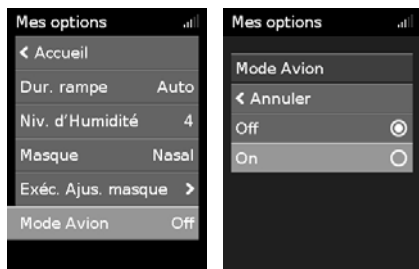 Mes options
< Accueil
Dur. rampe Auto
Niv. d'Humidité 4
Masque Nasal
Exéc. Ajus. masque >
Mode Avion Off
Mes options
Mode Avion
< Annuler
Off
On